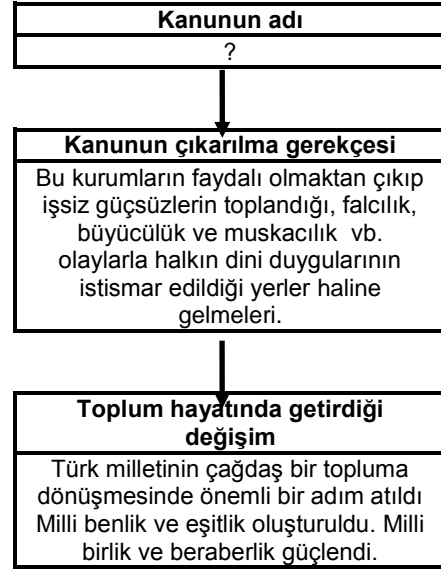 Kanunun adı
?
Kanunun çıkarılma gerekçesi
Bu kurumların faydalı olmaktan çıkıp
işsiz güçsüzlerin toplandığı, falcılık,
büyücülük ve muskacılık vb.
olaylarla halkın dini duygularının
istismar edildiği yerler haline
gelmeleri.
Toplum hayatında getirdiği
değişim
Türk milletinin çağdaş bir topluma
dönüşmesinde önemli bir adım atıldı
Milli benlik ve eşitlik oluşturuldu. Milli
birlik ve beraberlik güçlendi.